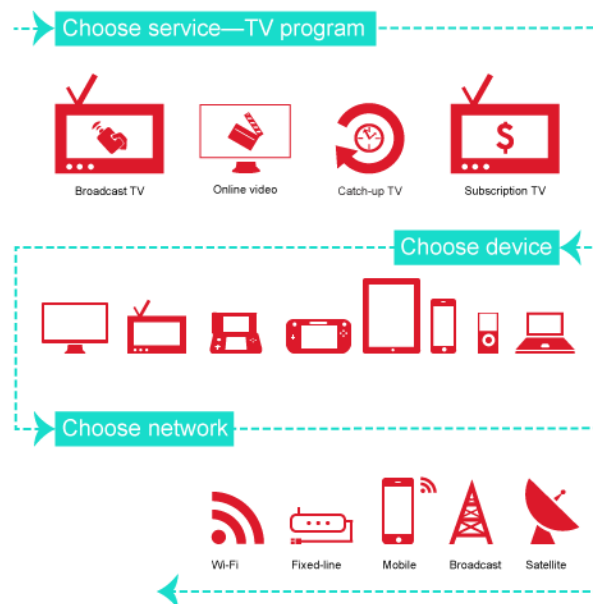 Choose service—TV program
$
Broadcast TV
Online video
Catch-up TV
Subscription TV
Choose device
Choose network
Wi-Fi
Fixed-line
Mobile
Broadcast
Satellite